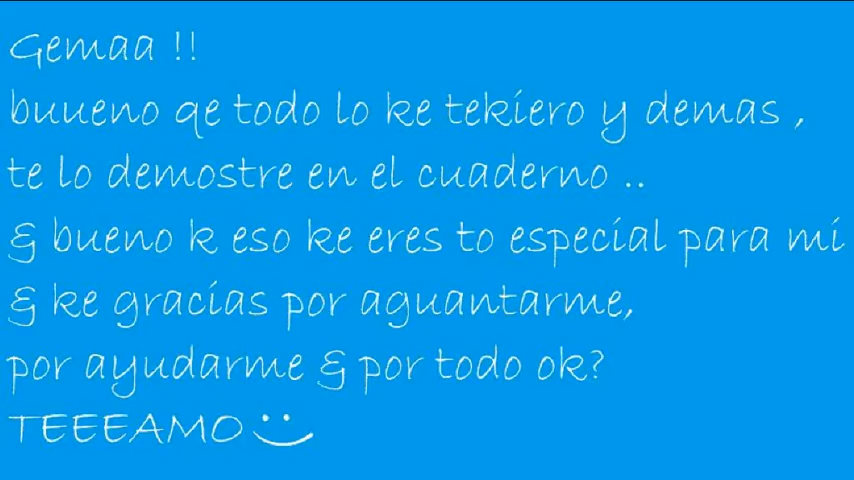 Gemaa !!
buueno qe todo lo ke tekiero y demas ,
te lo demostre en el cuaderno ..
& bueno k eso ke eres to especial para mi
& ke gracias por aguantarme,
por ayudarme & por todo ok?
TEEEAMO